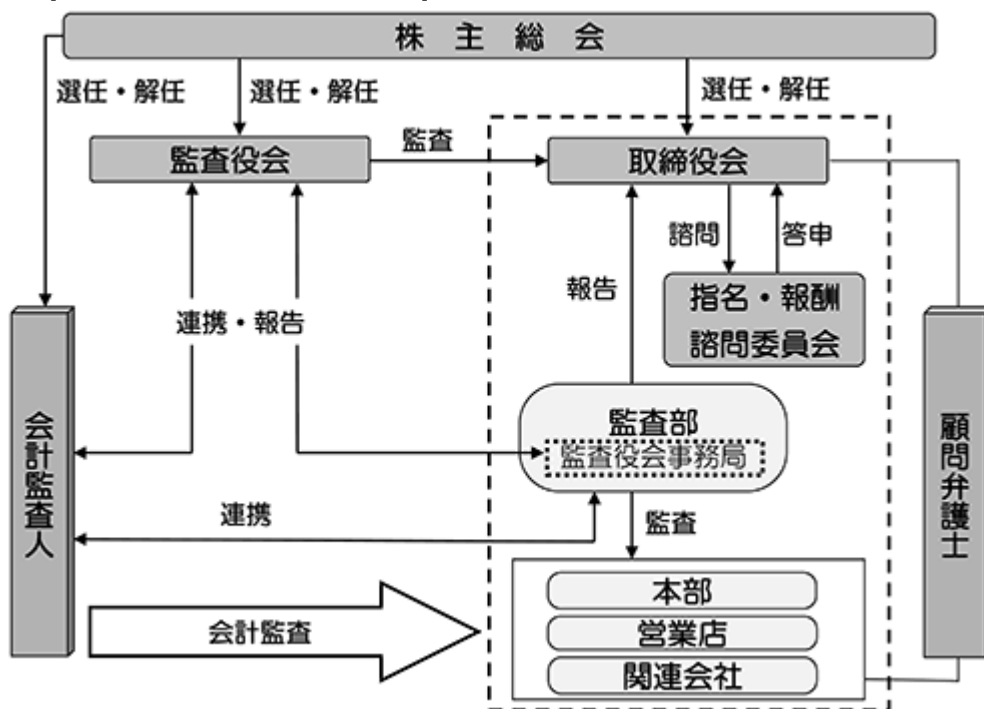 株主総会
選任・解任
選任・解任
選任・解任
監査役会
監査
取締役会
諮問
答申
報告
指名・報酬
諮問委員会
連携・報告
会計監査人
監査部
監査役会事務局
顧問弁護士
連携
監査
本部
会計監査
営業店
関連会社